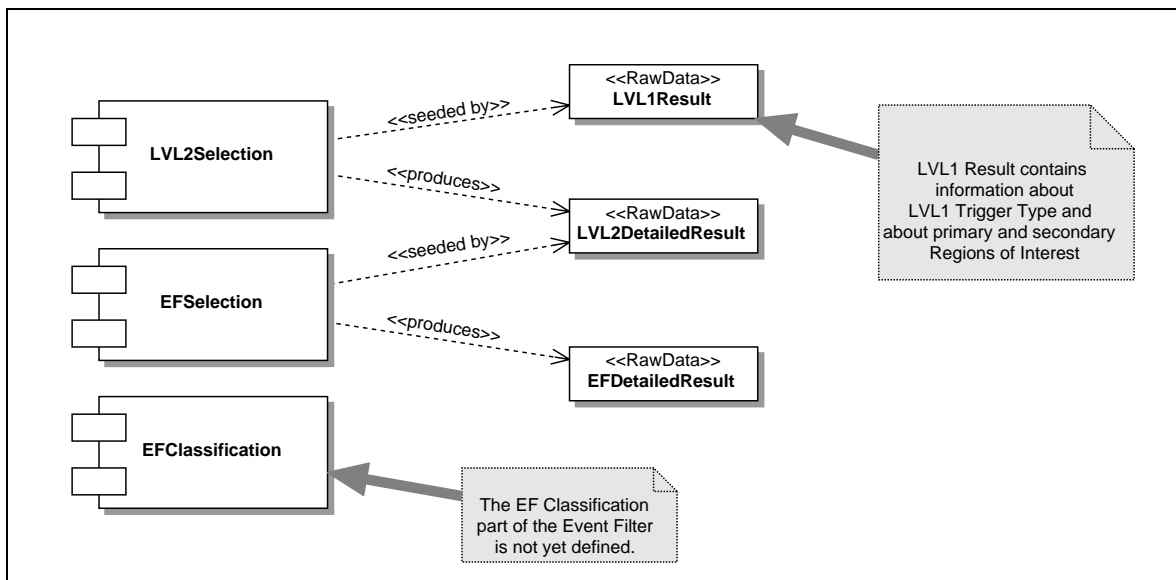 <<RawData>>
LVL1Result
<<seeded by>>
LVL2Selection
<<produces>>
LVL1 Result contains
information about
LVL1 Trigger Type and
about primary and secondary
Regions of Interest
<<RawData>>
LVL2DetailedResult
<<seeded by>>
EFSelection
<<produces>>
<<RawData>>
EFDetailedResult
EFClassification
The EF Classification
part of the Event Filter
is not yet defined.